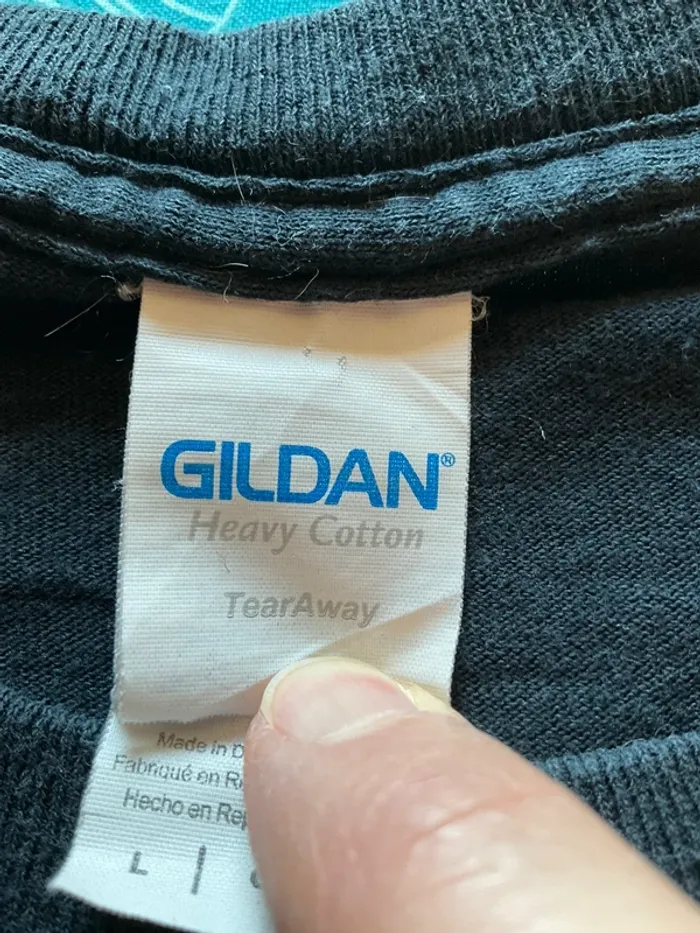 GILDAN®
Heavy Cotton
TearAway
Made in
Fabriqué en
Hecho en
L |